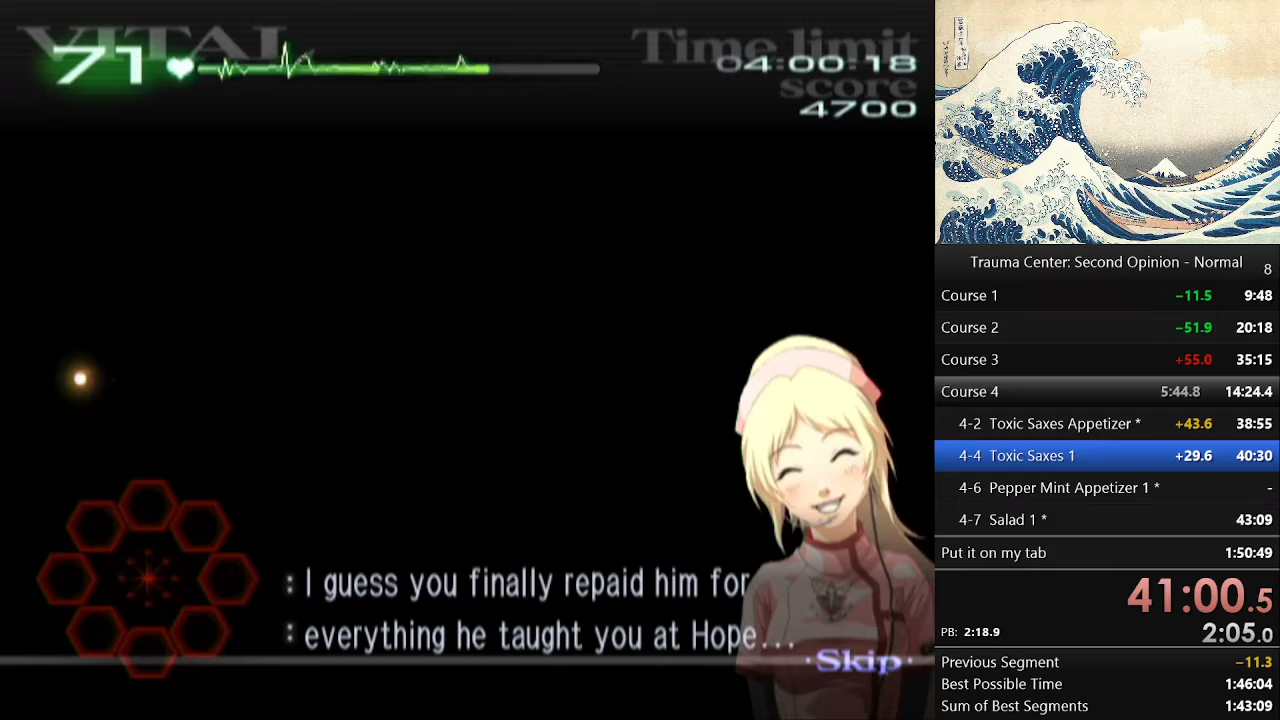 VITAL
71
Time limit
04:00:18
score
4700
: I guess you finally repaid him for
: everything he taught you at Hope...
·Skip·
Trauma Center: Second Opinion - Normal
8
Course 1 −11.5 9:48
Course 2 −51.9 20:18
Course 3 +55.0 35:15
Course 4 5:44.8 14:24.4
4-2 Toxic Saxes Appetizer * +43.6 38:55
4-4 Toxic Saxes 1 +29.6 40:30
4-6 Pepper Mint Appetizer 1 * -
4-7 Salad 1 * 43:09
Put it on my tab 1:50:49
41:00.5
PB: 2:18.9 2:05.0
Previous Segment −11.3
Best Possible Time 1:46:04
Sum of Best Segments 1:43:09